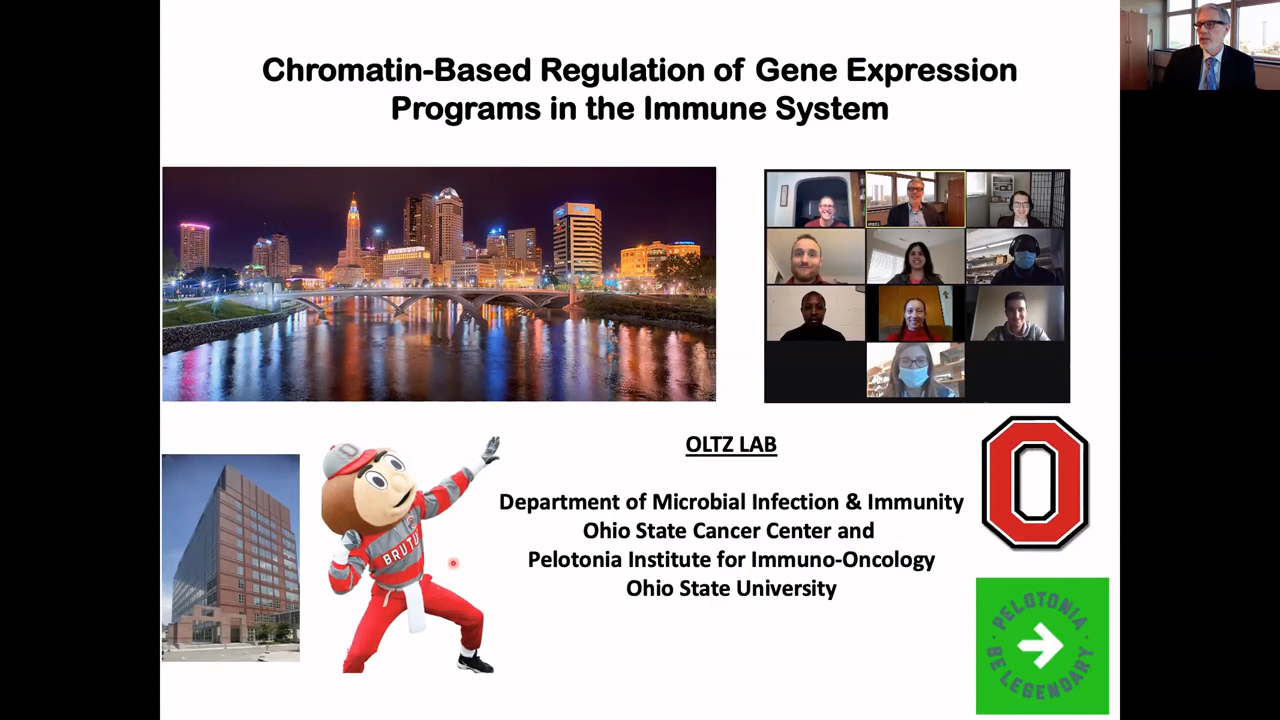 Chromatin-Based Regulation of Gene Expression
Programs in the Immune System
OLTZ LAB
Department of Microbial Infection & Immunity
Ohio State Cancer Center and
Pelotonia Institute for Immuno-Oncology
Ohio State University
BRUTU
O
PELOTONIA
BE LEGENDARY